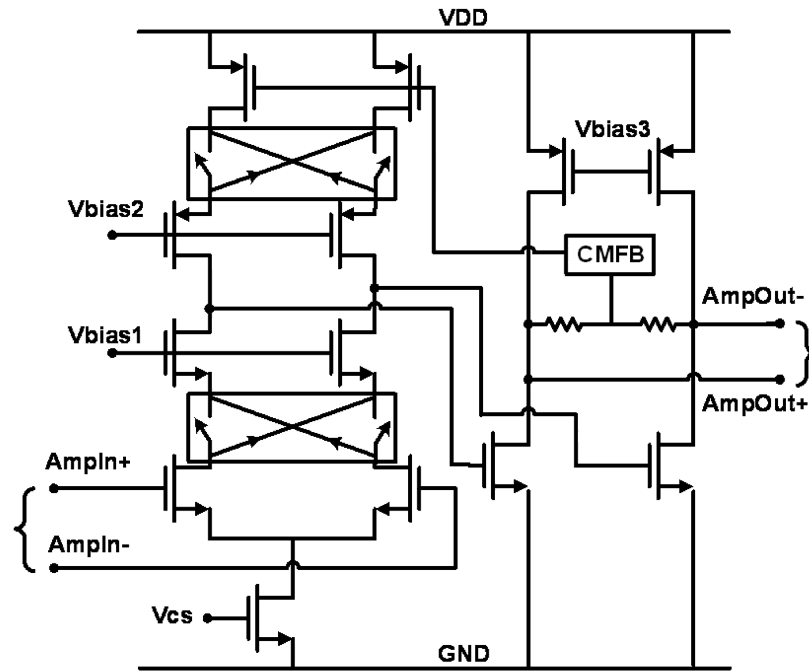 VDD
Vbias3
Vbias2
CMFB
AmpOut-
Vbias1
AmpOut+
AmpIn+
AmpIn-
Vcs
GND